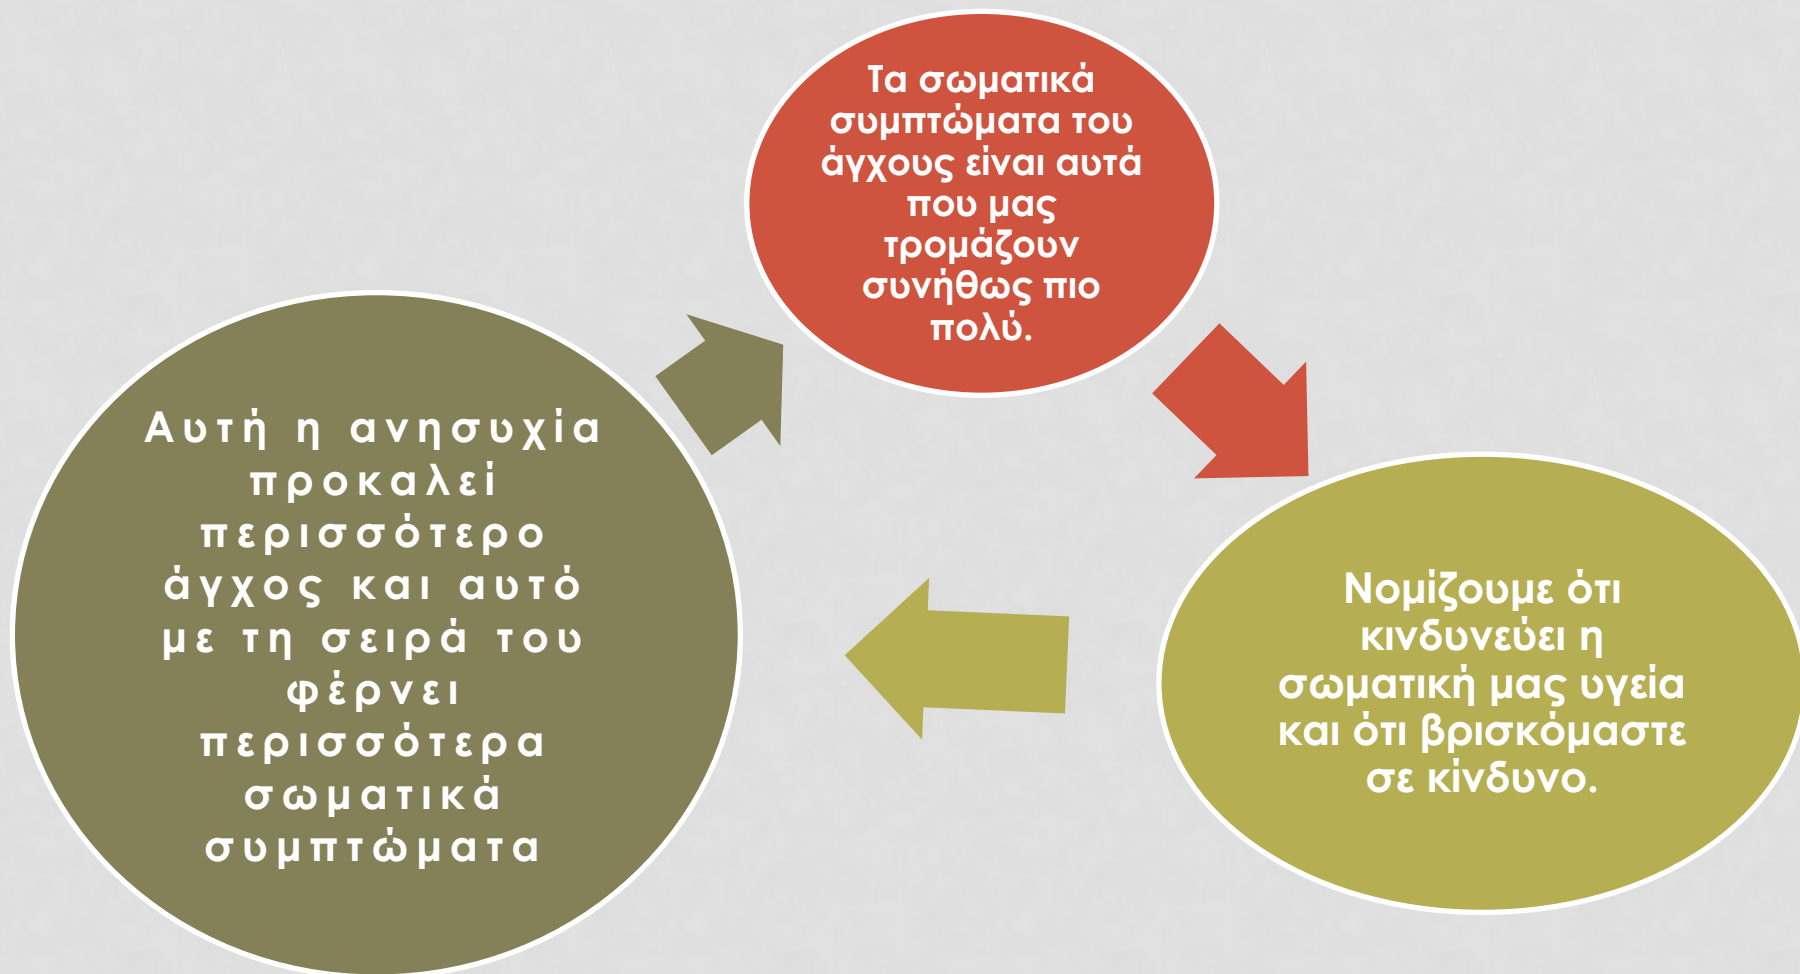 Τα σωματικά
συμπτώματα του
άγχους είναι αυτά
που μας
τρομάζουν
συνήθως πιο
πολύ.
Νομίζουμε ότι
κινδυνεύει η
σωματική μας υγεία
και ότι βρισκόμαστε
σε κίνδυνο.
Αυτή η ανησυχία
προκαλεί
περισσότερο
άγχος και αυτό
με τη σειρά του
φέρνει
περισσότερα
σωματικά
συμπτώματα